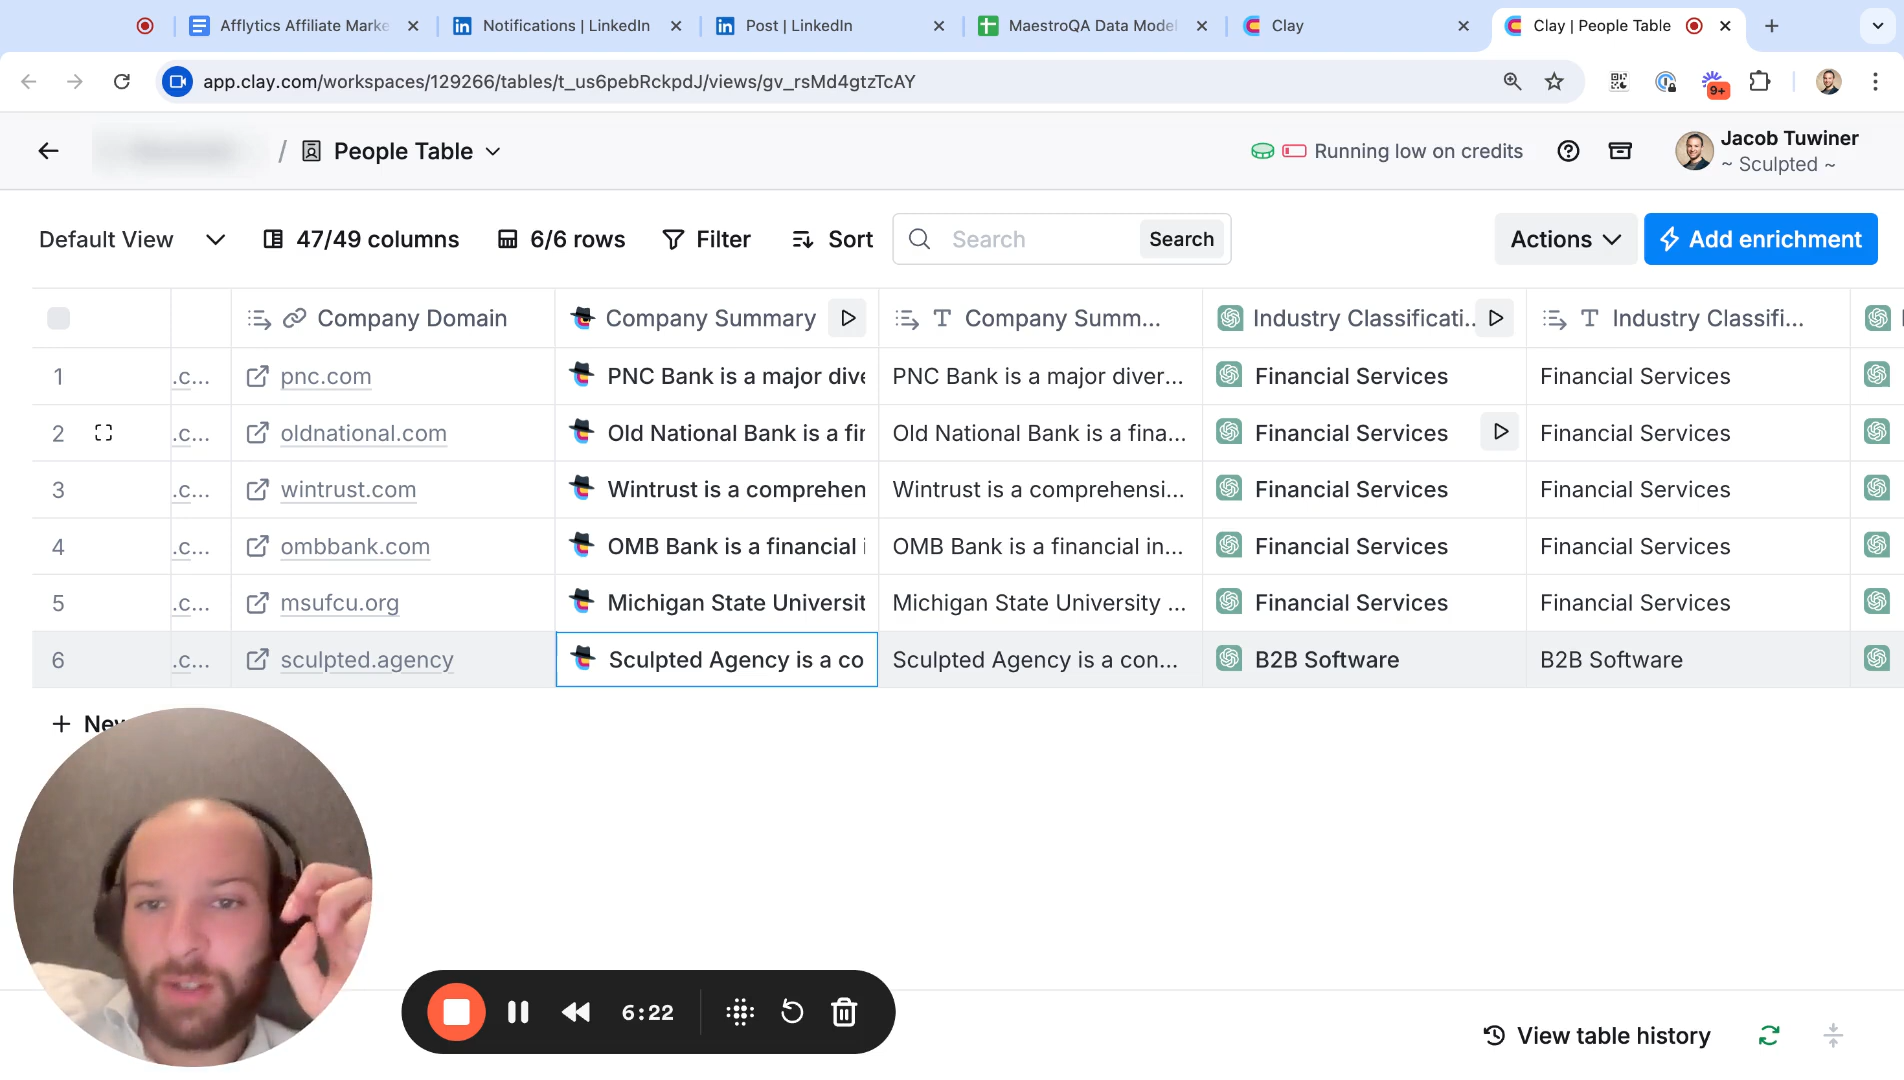 Afflytics Affiliate Marke
Notifications | LinkedIn
Post | LinkedIn
MaestroQA Data Model
Clay
Clay | People Table
app.clay.com/workspaces/129266/tables/t_us6pebRckpdJ/views/gv_rsMd4gtzTcAY
9+
/ People Table
Running low on credits
Jacob Tuwiner
~ Sculpted ~
Default View
47/49 columns
6/6 rows
Filter
Sort
Search
Search
Actions
Add enrichment
Company Domain
Company Summary
Company Summ...
Industry Classificati...
Industry Classifi...
1 .c... pnc.com PNC Bank is a major dive PNC Bank is a major diver... Financial Services Financial Services
2 .c... oldnational.com Old National Bank is a fir Old National Bank is a fina... Financial Services Financial Services
3 .c... wintrust.com Wintrust is a comprehen Wintrust is a comprehensi... Financial Services Financial Services
4 .c... ombbank.com OMB Bank is a financial i OMB Bank is a financial in... Financial Services Financial Services
5 .c... msufcu.org Michigan State Universit Michigan State University ... Financial Services Financial Services
6 .c... sculpted.agency Sculpted Agency is a co Sculpted Agency is a con... B2B Software B2B Software
+ New
6:22
View table history